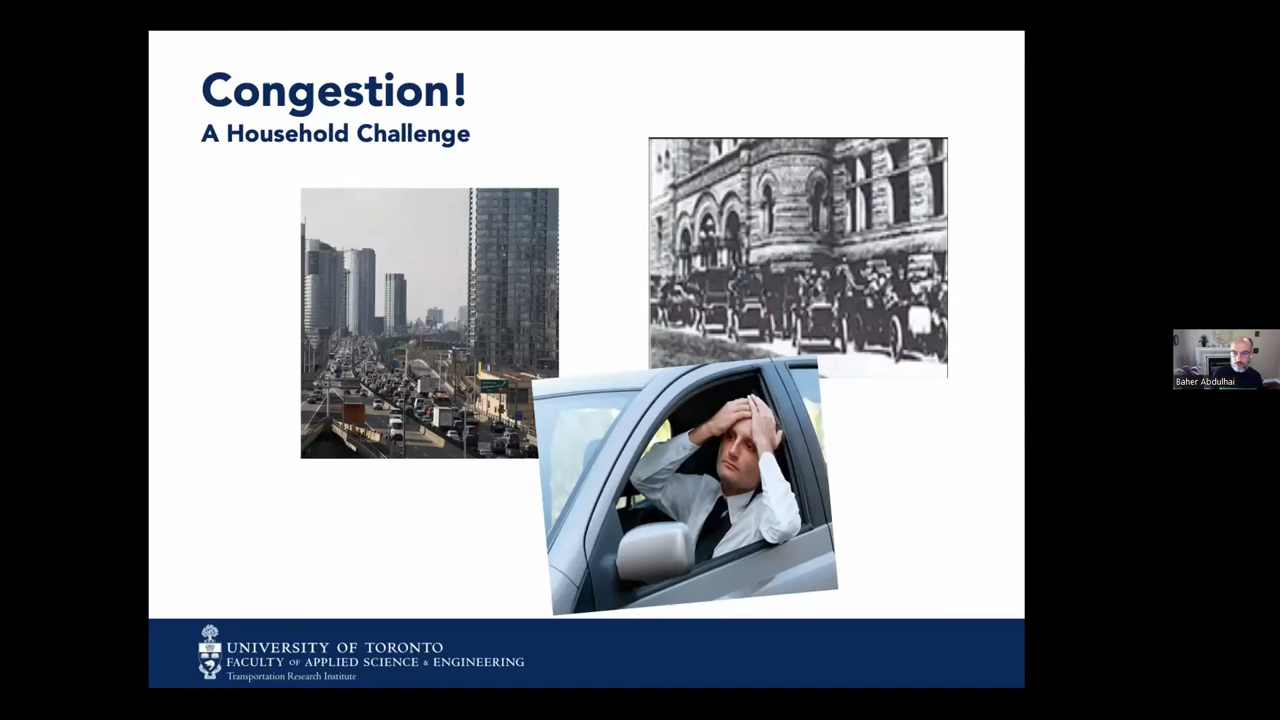 Congestion!
A Household Challenge
Baher Abdulhai
UNIVERSITY OF TORONTO
FACULTY OF APPLIED SCIENCE & ENGINEERING
Transportation Research Institute